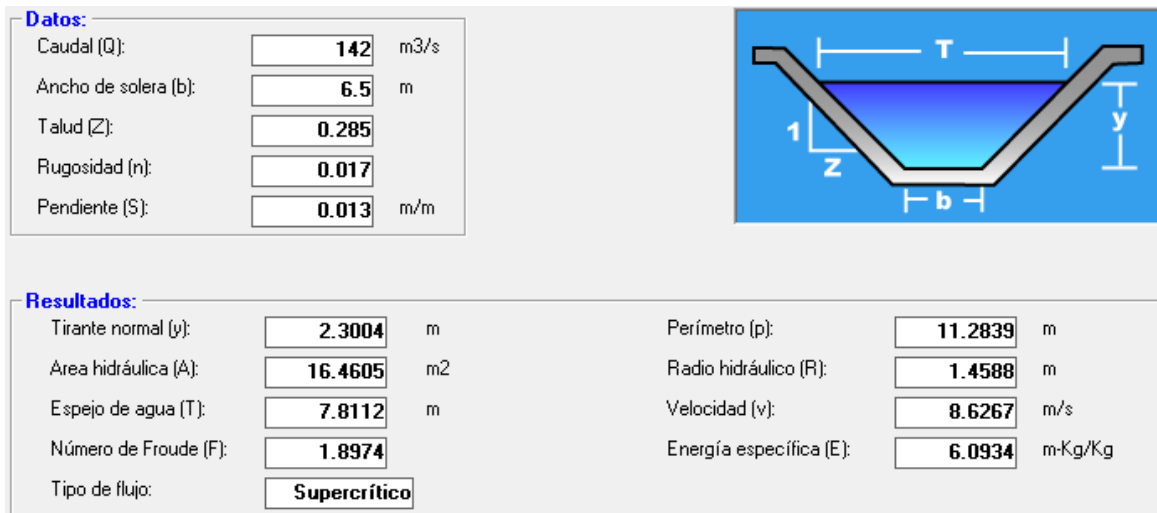 Datos:
Caudal (Q): 142 m3/s
Ancho de solera (b): 6.5 m
Talud (Z): 0.285
Rugosidad (n): 0.017
Pendiente (S): 0.013 m/m
T
1
Z
y
b
Resultados:
Tirante normal (y): 2.3004 m Perímetro (p): 11.2839 m
Area hidráulica (A): 16.4605 m2 Radio hidráulico (R): 1.4588 m
Espejo de agua (T): 7.8112 m Velocidad (v): 8.6267 m/s
Número de Froude (F): 1.8974 Energía específica (E): 6.0934 m-Kg/Kg
Tipo de flujo: Supercrítico